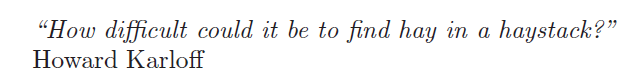 “How difficult could it be to find hay in a haystack?”
Howard Karloff